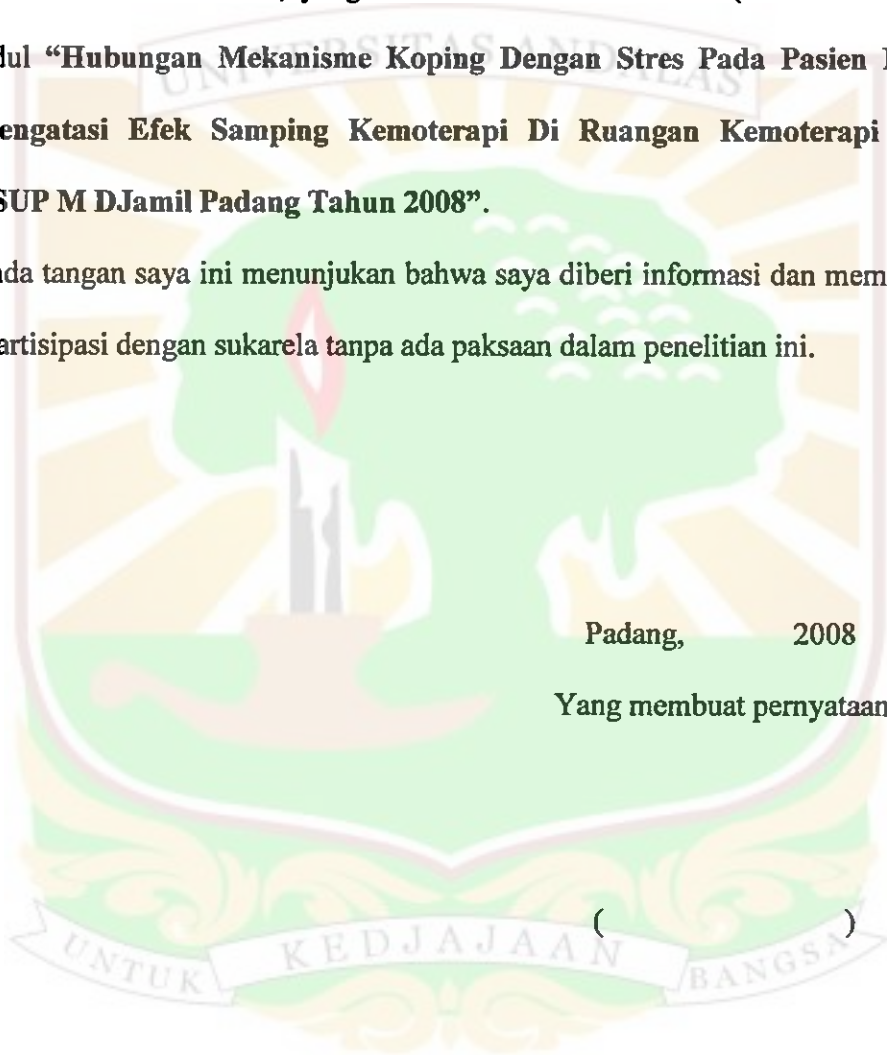 UNIVERSITAS ANDALAS
dul “Hubungan Mekanisme Koping Dengan Stres Pada Pasien
engatasi Efek Samping Kemoterapi Di Ruangan Kemoterapi
SUP M DJamil Padang Tahun 2008”.
da tangan saya ini menunjukan bahwa saya diberi informasi dan mem
artisipasi dengan sukarela tanpa ada paksaan dalam penelitian ini.
Padang, 2008
Yang membuat pernyataan
( )
UNTUK KEDJAJAAN BANGSA